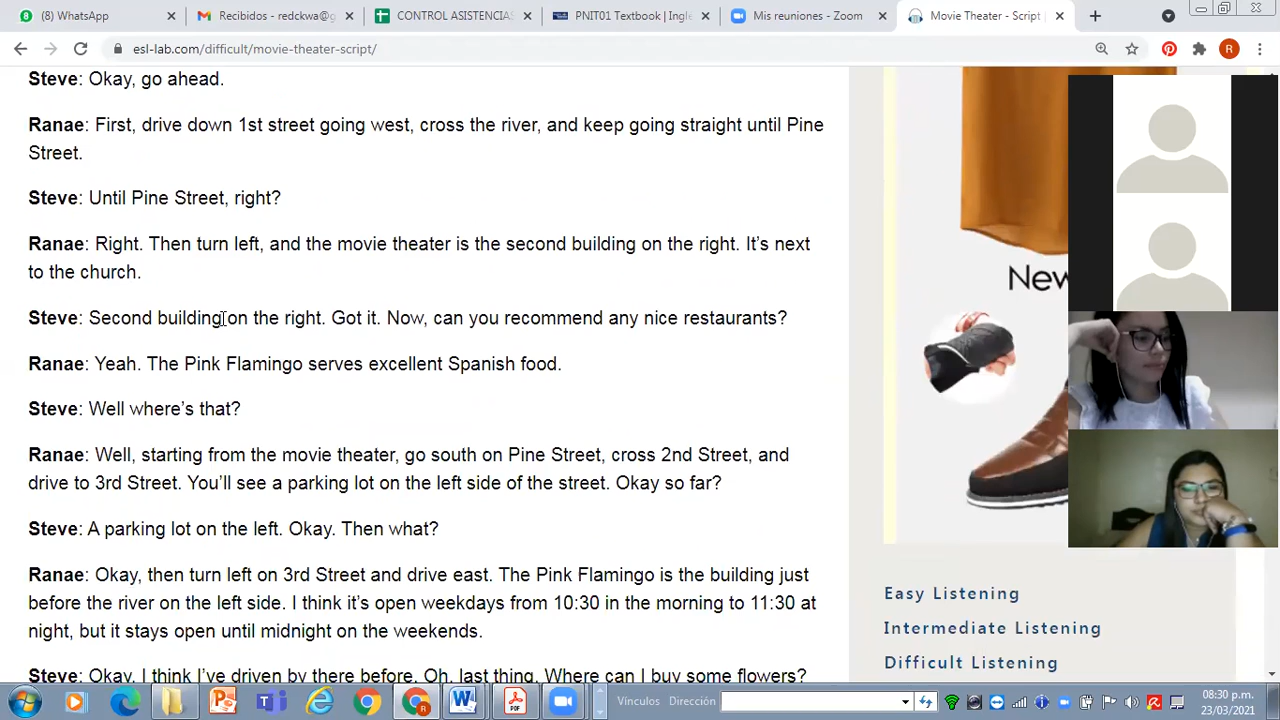 (8) WhatsApp
Recibidos - redckwa@g
CONTROL ASISTENCIAS
PNIT01 Textbook | Ingl
Mis reuniones - Zoom
Movie Theater - Script |
esl-lab.com/difficult/movie-theater-script/
R
Steve: Okay, go ahead.
Ranae: First, drive down 1st street going west, cross the river, and keep going straight until Pine
Street.
Steve: Until Pine Street, right?
Ranae: Right. Then turn left, and the movie theater is the second building on the right. It’s next
to the church.
Steve: Second building on the right. Got it. Now, can you recommend any nice restaurants?
Ranae: Yeah. The Pink Flamingo serves excellent Spanish food.
Steve: Well where’s that?
Ranae: Well, starting from the movie theater, go south on Pine Street, cross 2nd Street, and
drive to 3rd Street. You’ll see a parking lot on the left side of the street. Okay so far?
Steve: A parking lot on the left. Okay. Then what?
Ranae: Okay, then turn left on 3rd Street and drive east. The Pink Flamingo is the building just
before the river on the left side. I think it’s open weekdays from 10:30 in the morning to 11:30 at
night, but it stays open until midnight on the weekends.
Steve: Okay. I think I’ve driven by there before. Oh, last thing. Where can I buy some flowers?
New
Easy Listening
Intermediate Listening
Difficult Listening
Vínculos
Dirección
08:30 p.m.
23/03/2021